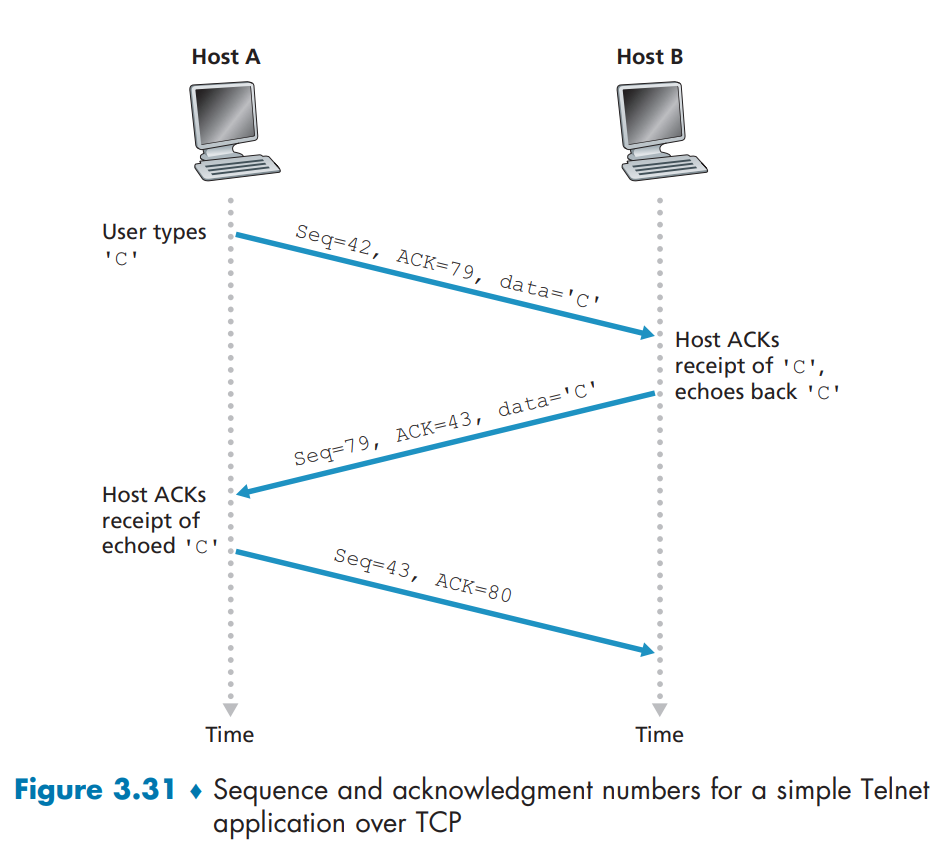 Host A
Host B
User types
'C'
Seq=42, ACK=79, data='C'
Host ACKs
receipt of 'C',
echoes back 'C'
Seq=79, ACK=43, data='C'
Host ACKs
receipt of
echoed 'C'
Seq=43, ACK=80
Time
Time
Figure 3.31 ♦ Sequence and acknowledgment numbers for a simple Telnet
application over TCP